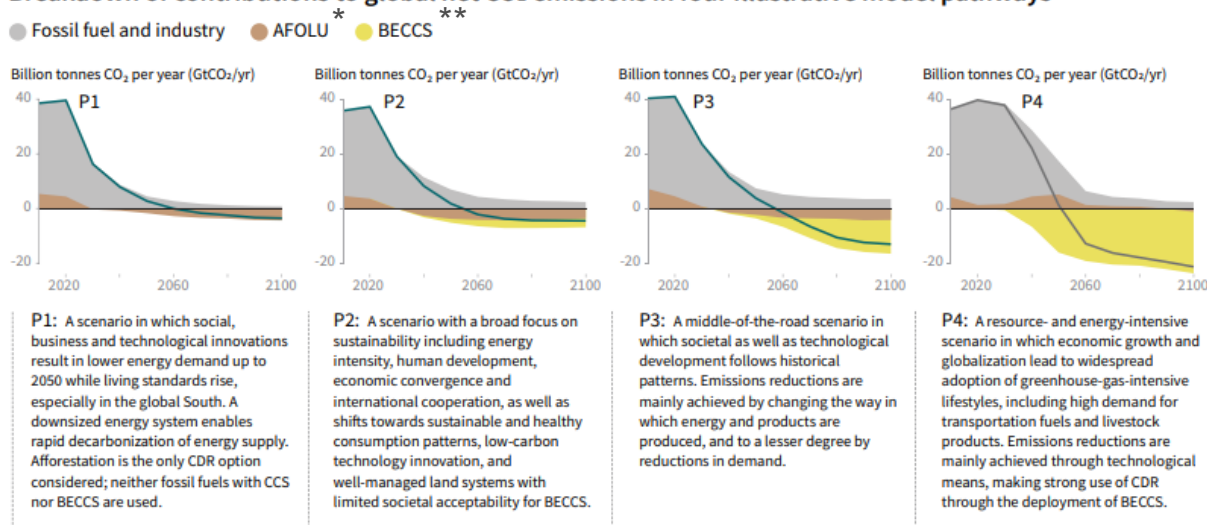 Breakdown of contributions to global net CO2 emissions in four illustrative model pathways
* **
Fossil fuel and industry AFOLU BECCS
Billion tonnes CO₂ per year (GtCO₂/yr)
P1
40
20
0
-20
2020 2060 2100
Billion tonnes CO₂ per year (GtCO₂/yr)
P2
40
20
0
-20
2020 2060 2100
Billion tonnes CO₂ per year (GtCO₂/yr)
P3
40
20
0
-20
2020 2060 2100
Billion tonnes CO₂ per year (GtCO₂/yr)
P4
40
20
0
-20
2020 2060 2100
P1: A scenario in which social,
business and technological innovations
result in lower energy demand up to
2050 while living standards rise,
especially in the global South. A
downsized energy system enables
rapid decarbonization of energy supply.
Afforestation is the only CDR option
considered; neither fossil fuels with CCS
nor BECCS are used.
P2: A scenario with a broad focus on
sustainability including energy
intensity, human development,
economic convergence and
international cooperation, as well as
shifts towards sustainable and healthy
consumption patterns, low-carbon
technology innovation, and
well-managed land systems with
limited societal acceptability for BECCS.
P3: A middle-of-the-road scenario in
which societal as well as technological
development follows historical
patterns. Emissions reductions are
mainly achieved by changing the way in
which energy and products are
produced, and to a lesser degree by
reductions in demand.
P4: A resource- and energy-intensive
scenario in which economic growth and
globalization lead to widespread
adoption of greenhouse-gas-intensive
lifestyles, including high demand for
transportation fuels and livestock
products. Emissions reductions are
mainly achieved through technological
means, making strong use of CDR
through the deployment of BECCS.